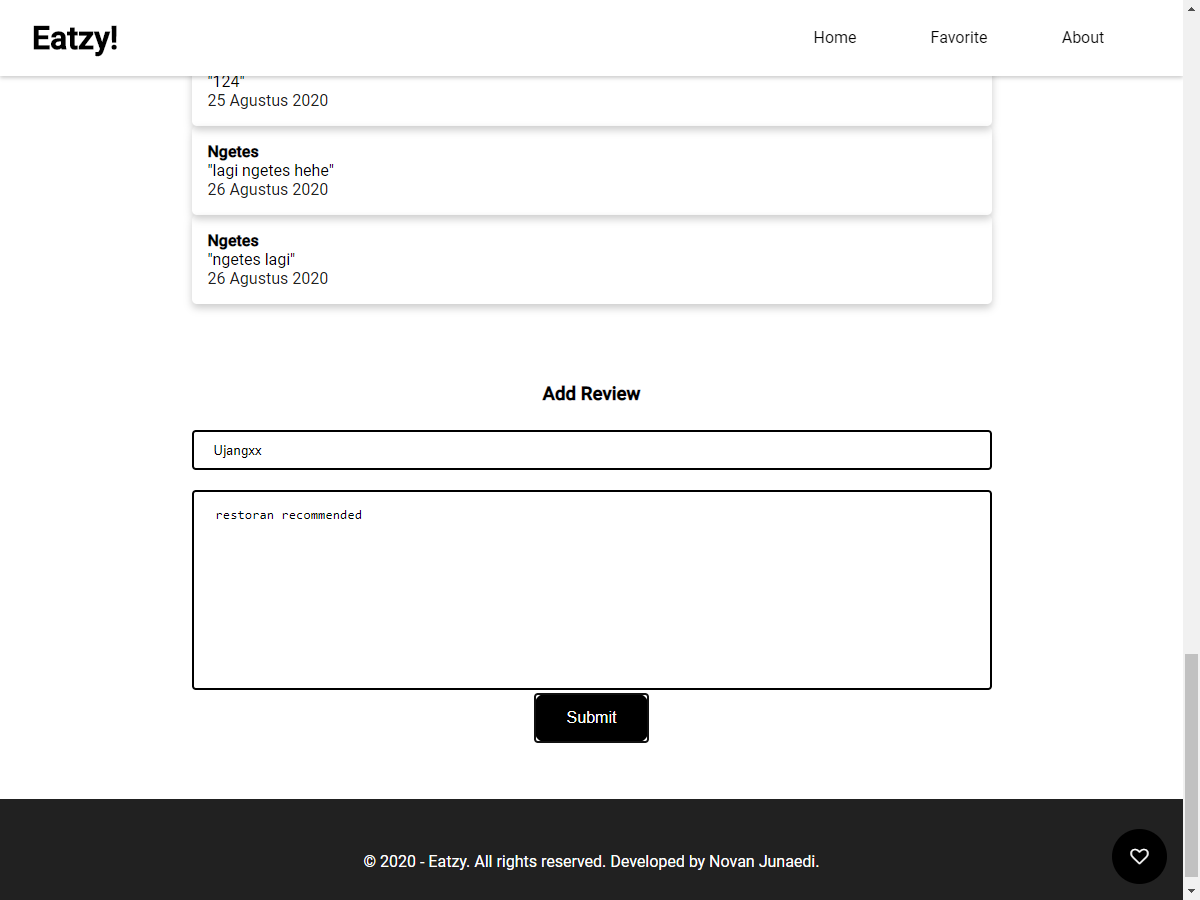 Eatzy!
Home
Favorite
About
"124"
25 Agustus 2020
Ngetes
"lagi ngetes hehe"
26 Agustus 2020
Ngetes
"ngetes lagi"
26 Agustus 2020
Add Review
Ujangxx
restoran recommended
Submit
© 2020 - Eatzy. All rights reserved. Developed by Novan Junaedi.